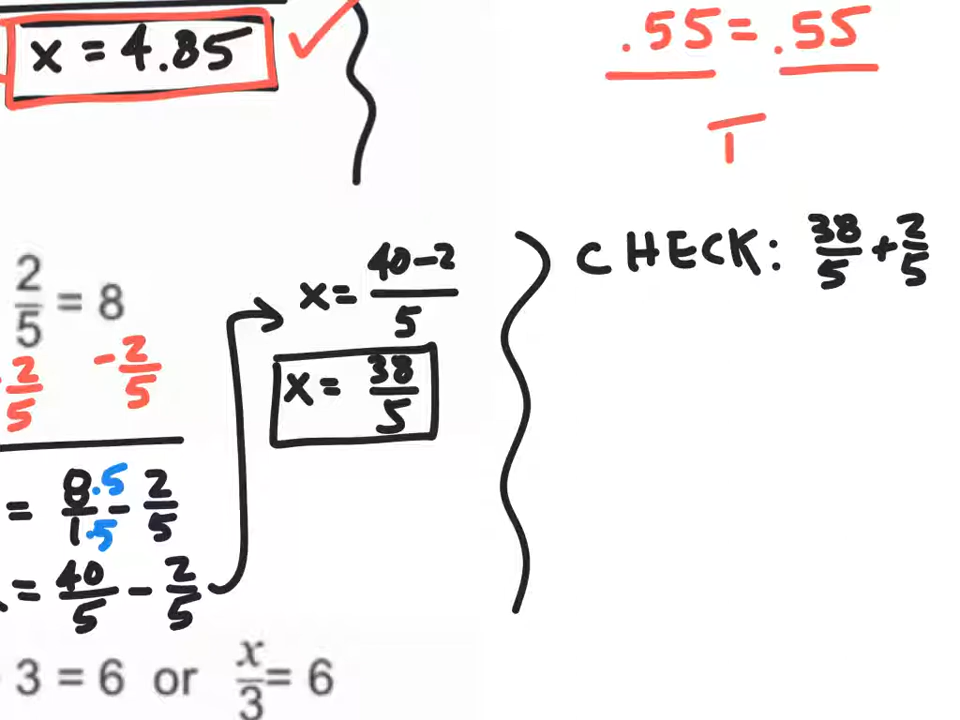 x = 4.85
.55 = .55
T
CHECK: 38/5 + 2/5
2/5 = 8
- 2/5 - 2/5
x = 40-2/5
x = 38/5
= 8·5/1·5 - 2/5
= 40/5 - 2/5
3 = 6 or x/3 = 6